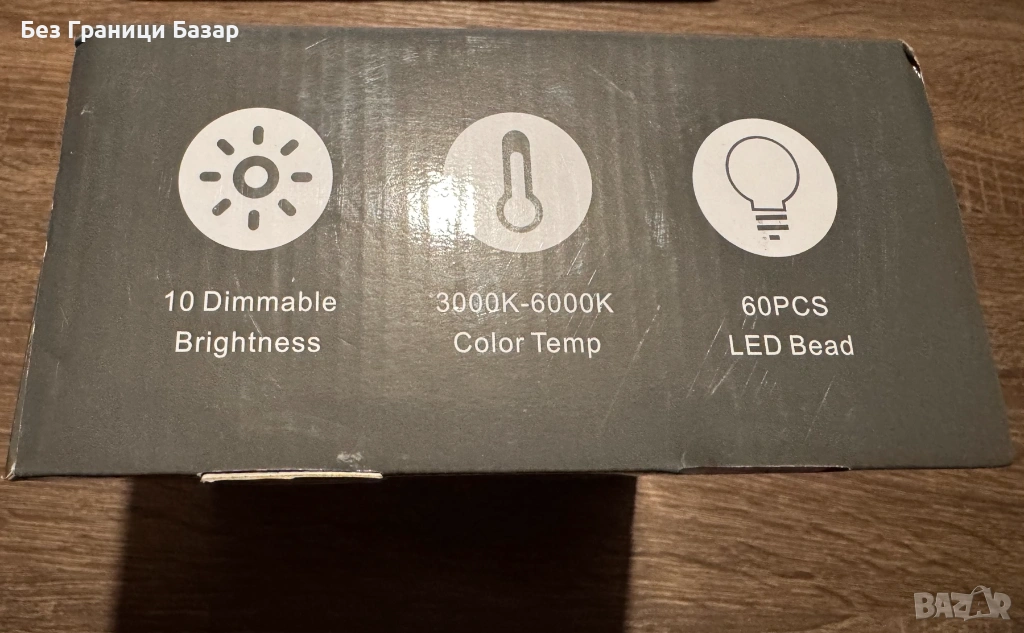 Без Граници Базар
10 Dimmable
Brightness
3000K-6000K
Color Temp
60PCS
LED Bead
BAZAR